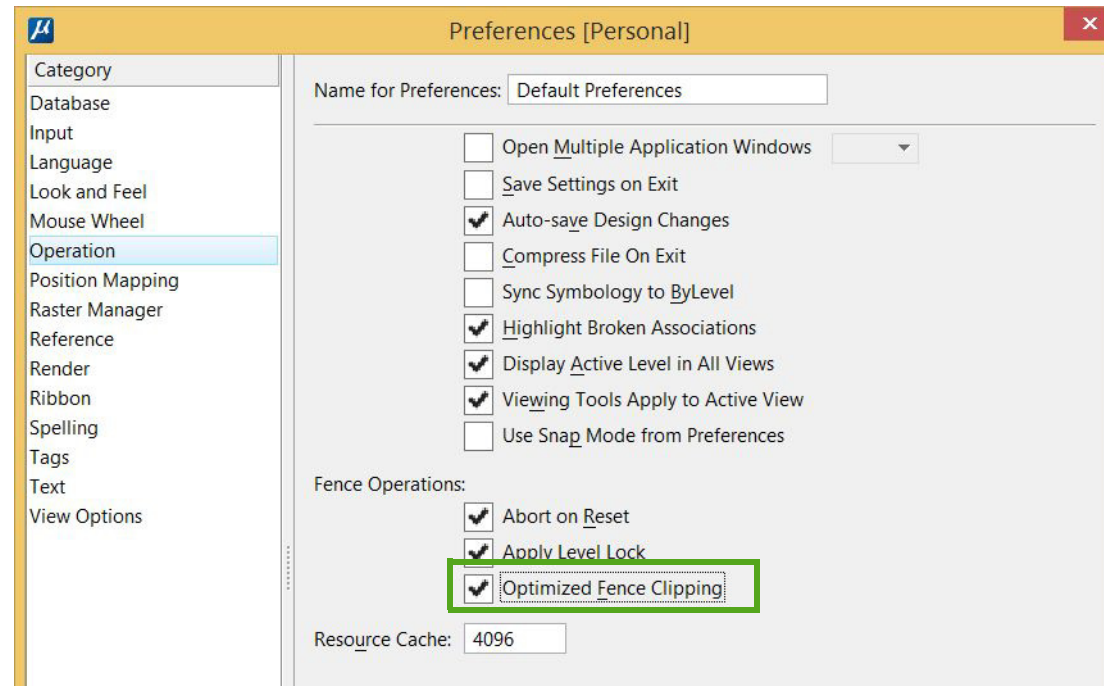 µ Preferences [Personal]
Category
Database
Input
Language
Look and Feel
Mouse Wheel
Operation
Position Mapping
Raster Manager
Reference
Render
Ribbon
Spelling
Tags
Text
View Options
Name for Preferences: Default Preferences
Open Multiple Application Windows
Save Settings on Exit
Auto-save Design Changes
Compress File On Exit
Sync Symbology to ByLevel
Highlight Broken Associations
Display Active Level in All Views
Viewing Tools Apply to Active View
Use Snap Mode from Preferences
Fence Operations:
Abort on Reset
Apply Level Lock
Optimized Fence Clipping
Resource Cache: 4096